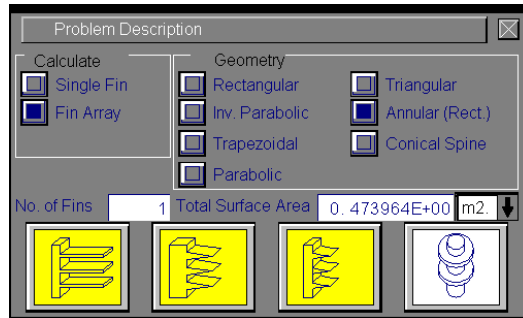 Problem Description
Calculate
Geometry
Single Fin
Rectangular
Triangular
Fin Array
Inv. Parabolic
Annular (Rect.)
Trapezoidal
Conical Spine
Parabolic
No. of Fins 1 Total Surface Area 0. 473964E+00 m2.